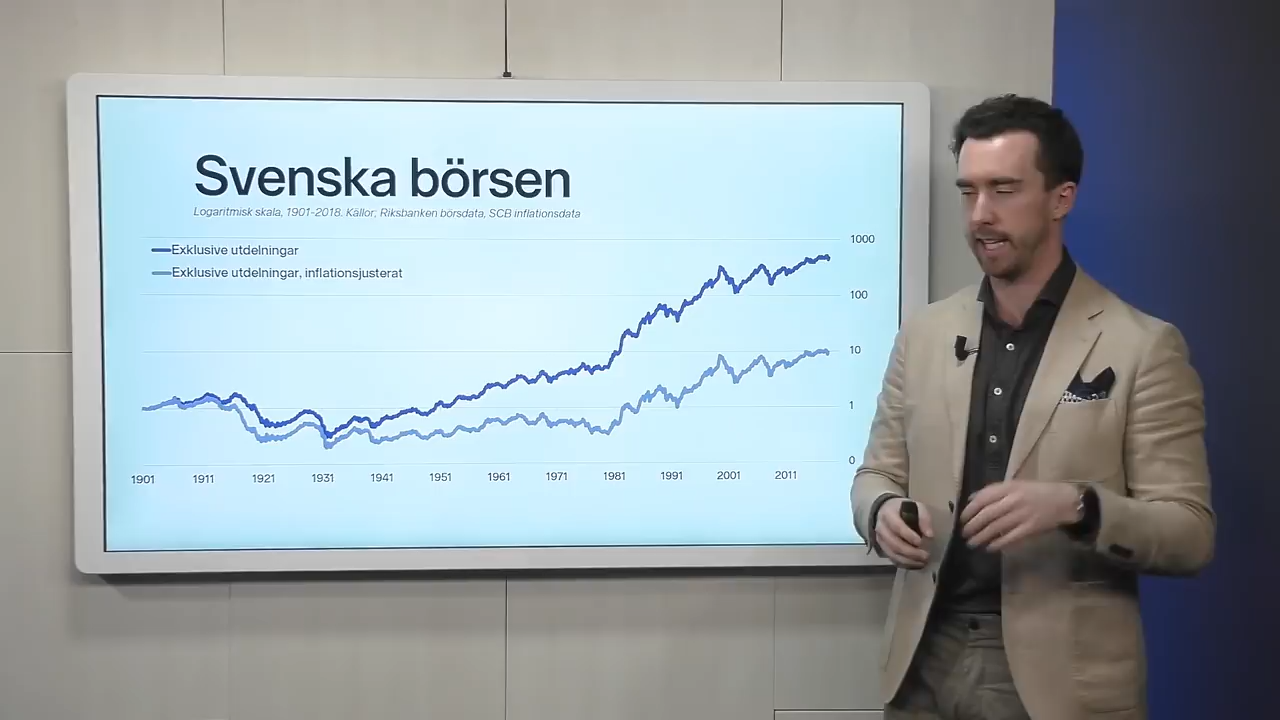 Svenska börsen
Logaritmisk skala, 1901-2018. Källor; Riksbanken börsdata, SCB inflationsdata
Exklusive utdelningar
Exklusive utdelningar, inflationsjusterat
1000
100
10
1
0
1901 1911 1921 1931 1941 1951 1961 1971 1981 1991 2001 2011